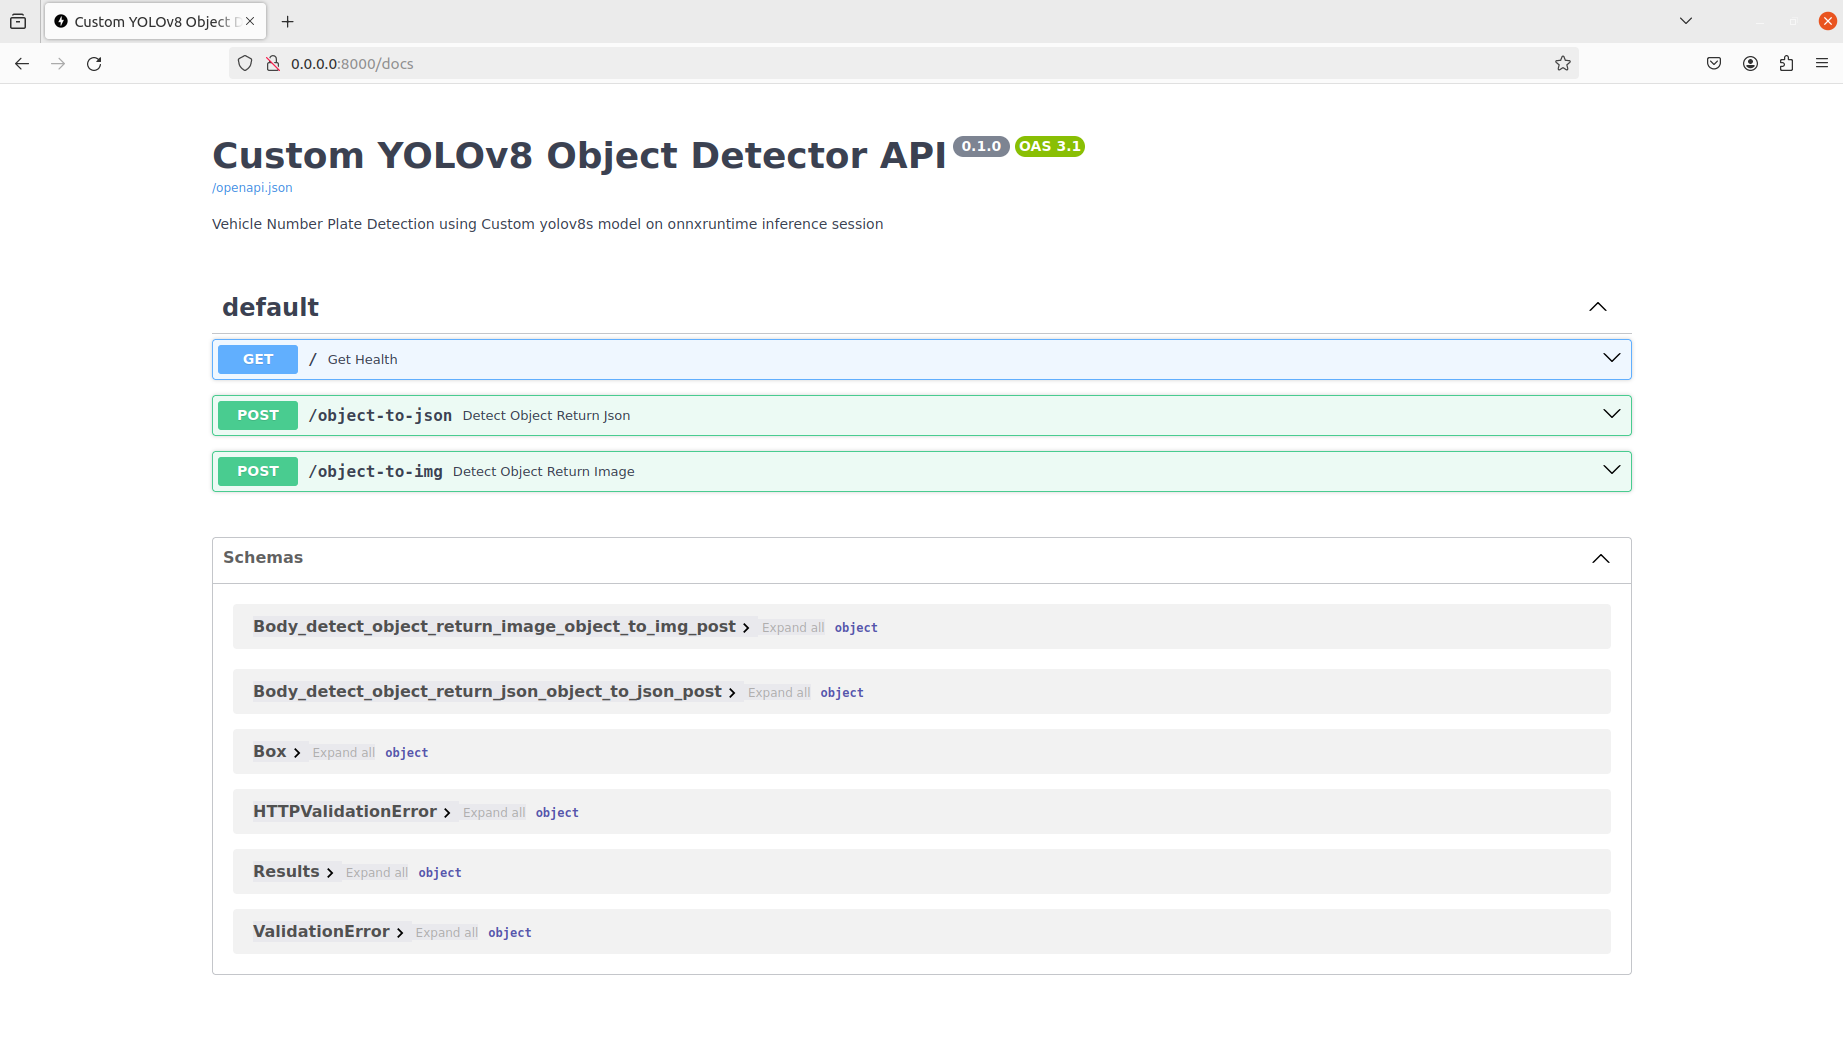 Custom YOLOv8 Object D
0.0.0.0:8000/docs
Custom YOLOv8 Object Detector API 0.1.0 OAS 3.1
/openapi.json
Vehicle Number Plate Detection using Custom yolov8s model on onnxruntime inference session
default
GET / Get Health
POST /object-to-json Detect Object Return Json
POST /object-to-img Detect Object Return Image
Schemas
Body_detect_object_return_image_object_to_img_post Expand all object
Body_detect_object_return_json_object_to_json_post Expand all object
Box Expand all object
HTTPValidationError Expand all object
Results Expand all object
ValidationError Expand all object